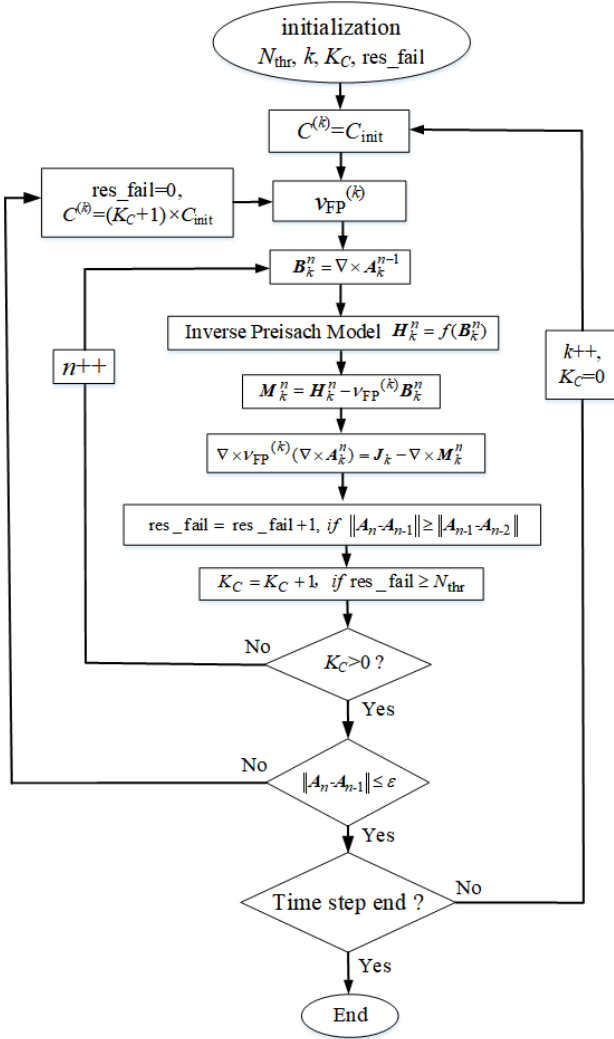 initialization
N_thr, k, K_C, res_fail
C^(k)=C_init
res_fail=0,
C^(k)=(K_C+1)×C_init
ν_FP^(k)
B_k^n = ∇ × A_k^(n-1)
Inverse Preisach Model H_k^n = f(B_k^n)
n++
k++,
K_C=0
M_k^n = H_k^n − ν_FP^(k) B_k^n
∇×ν_FP^(k) (∇×A_k^n) = J_k − ∇×M_k^n
res_fail = res_fail+1, if ‖A_n-A_n-1‖ ≥ ‖A_n-1-A_n-2‖
K_C = K_C +1, if res_fail ≥ N_thr
No
K_C>0 ?
Yes
No
‖A_n-A_n-1‖ ≤ ε
Yes
Time step end ?
No
Yes
End